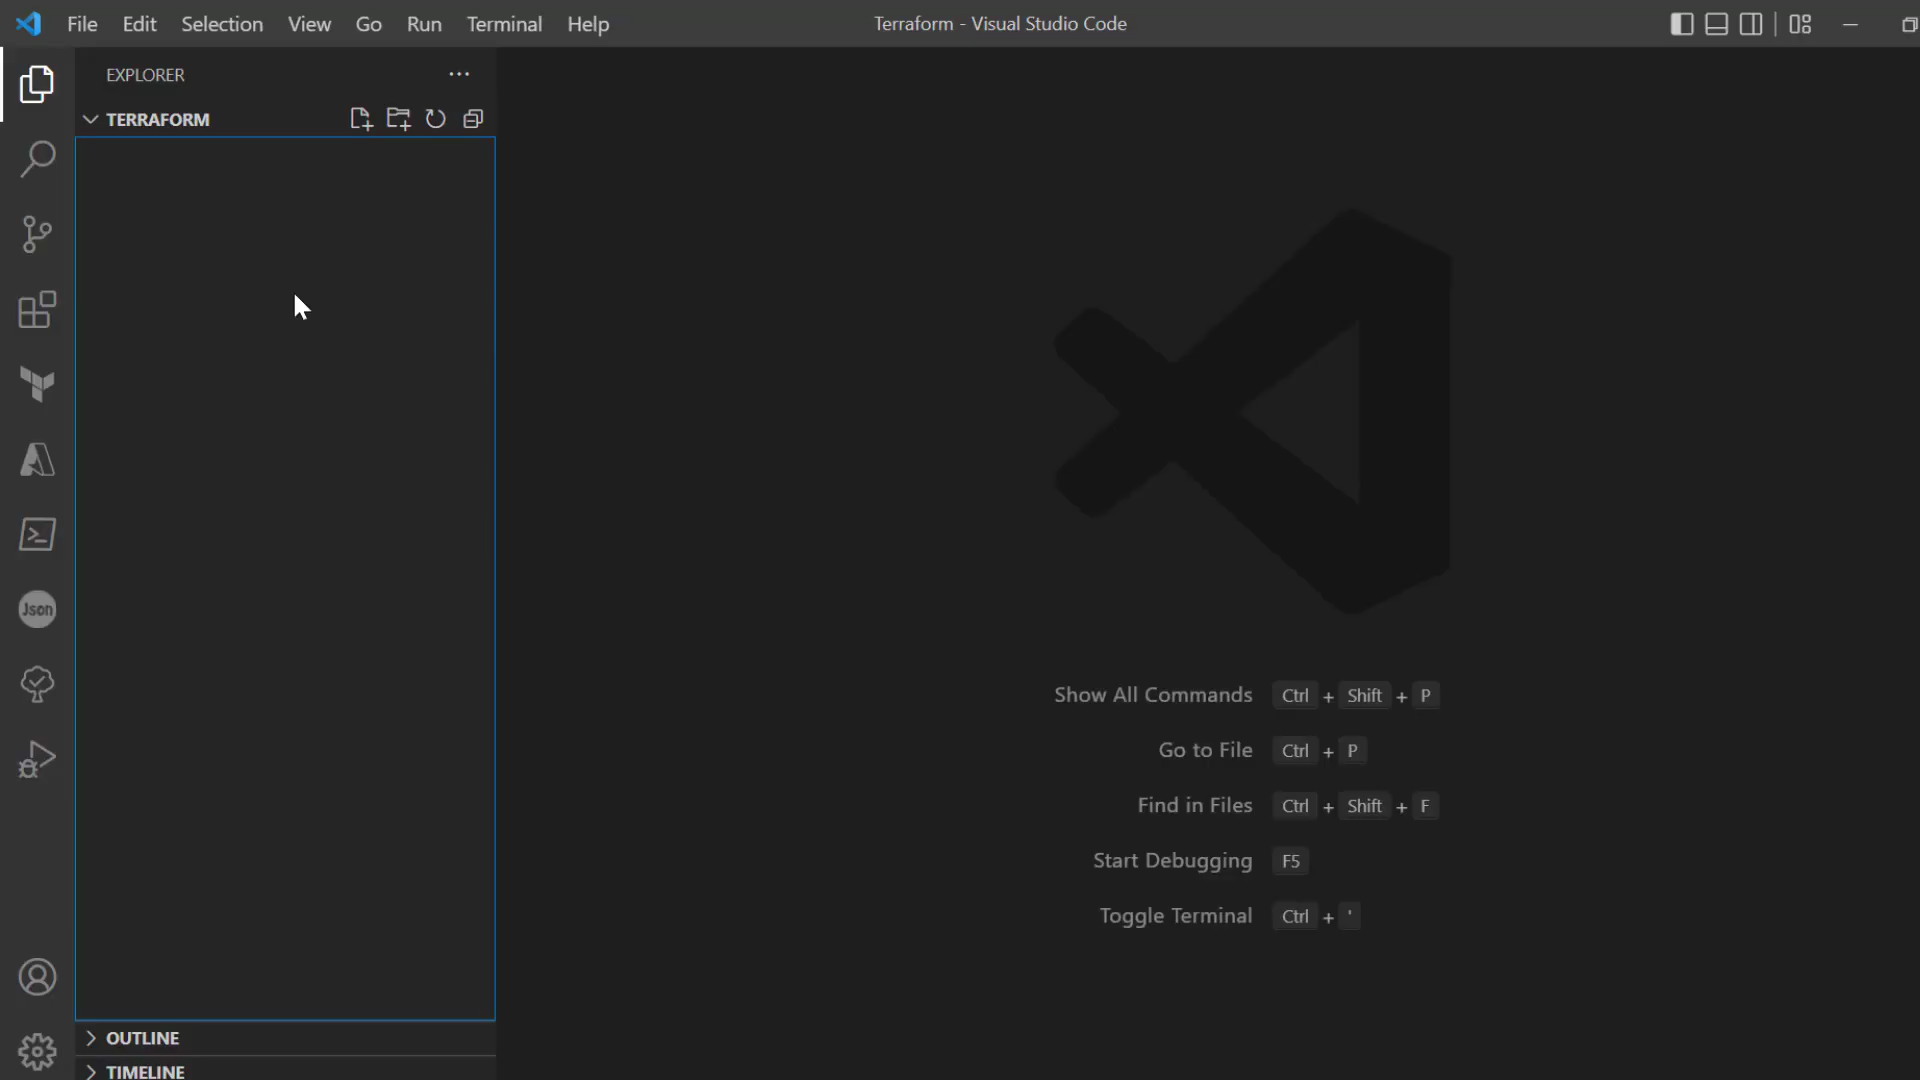 File Edit Selection View Go Run Terminal Help
Terraform - Visual Studio Code
EXPLORER
TERRAFORM
Json
Show All Commands Ctrl + Shift + P
Go to File Ctrl + P
Find in Files Ctrl + Shift + F
Start Debugging F5
Toggle Terminal Ctrl + '
OUTLINE
TIMELINE